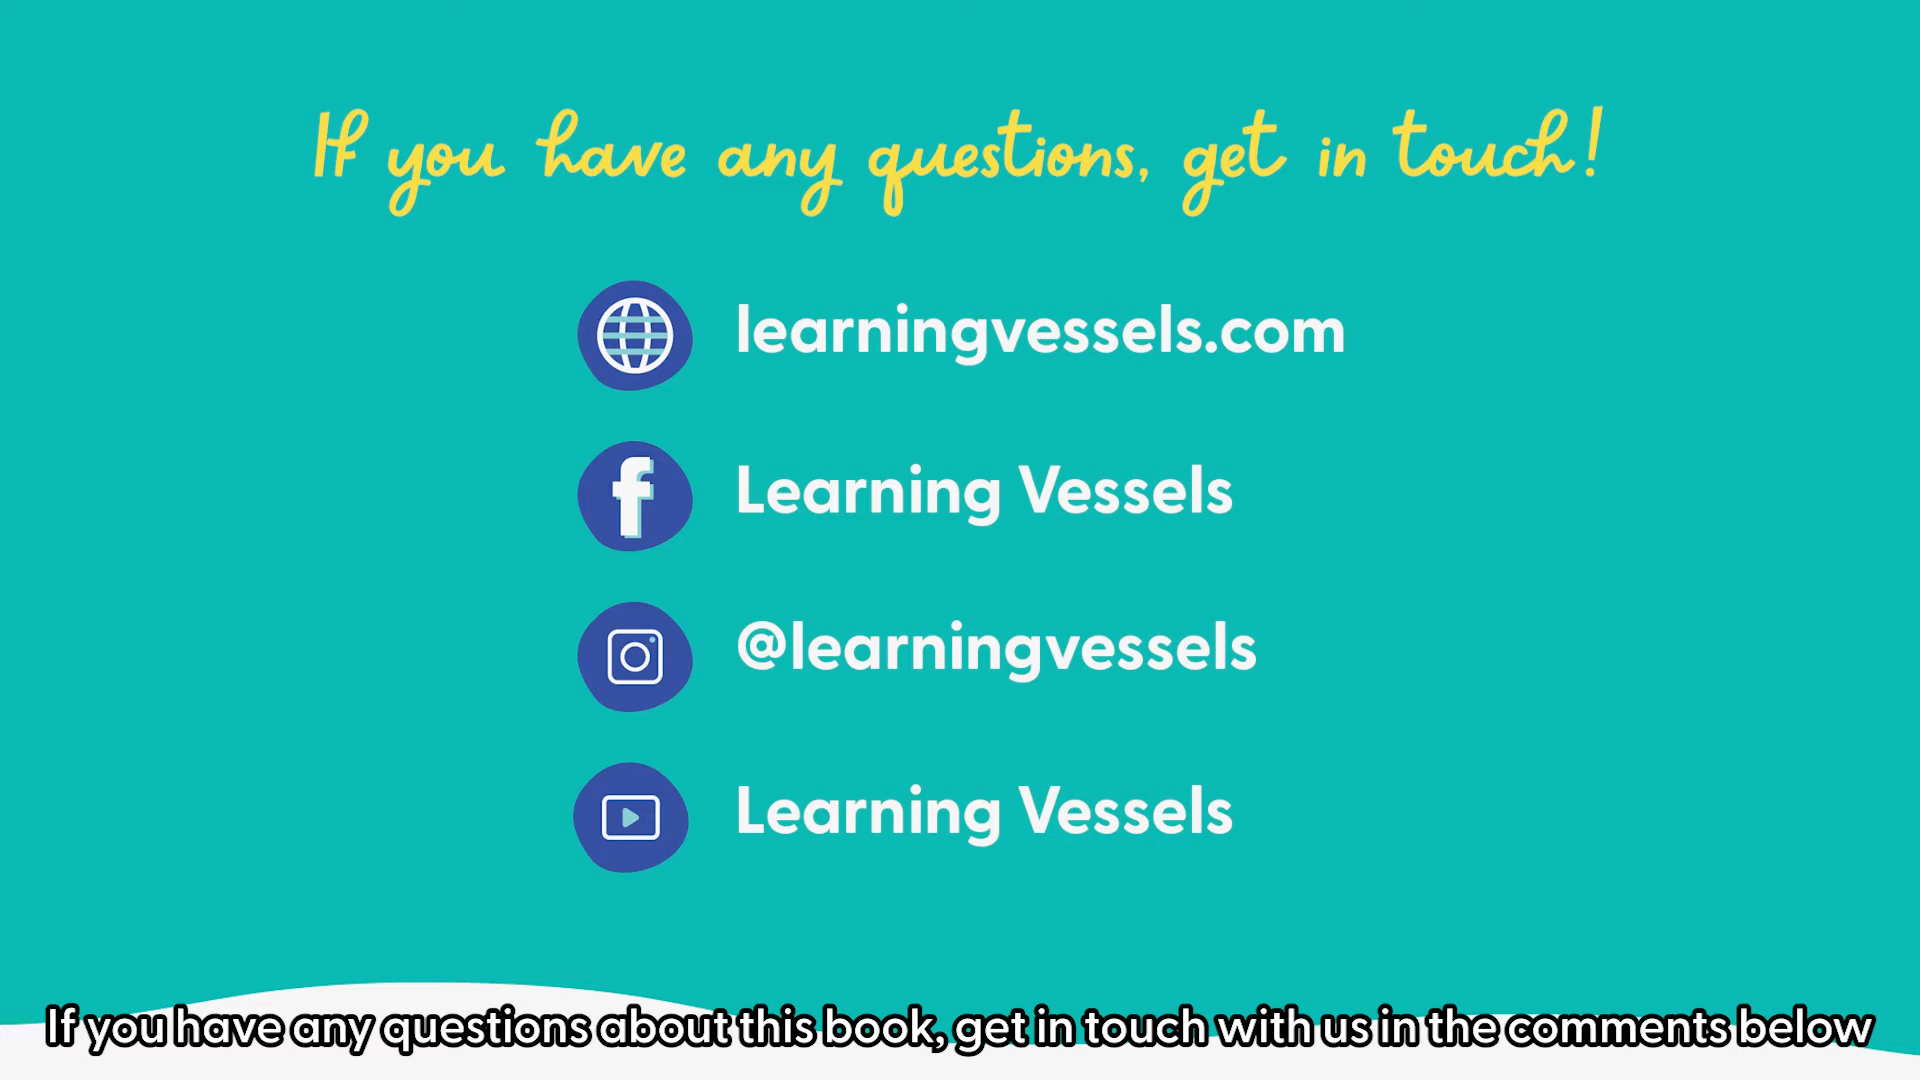 If you have any questions, get in touch!
learningvessels.com
Learning Vessels
@learningvessels
Learning Vessels
If you have any questions about this book, get in touch with us in the comments below